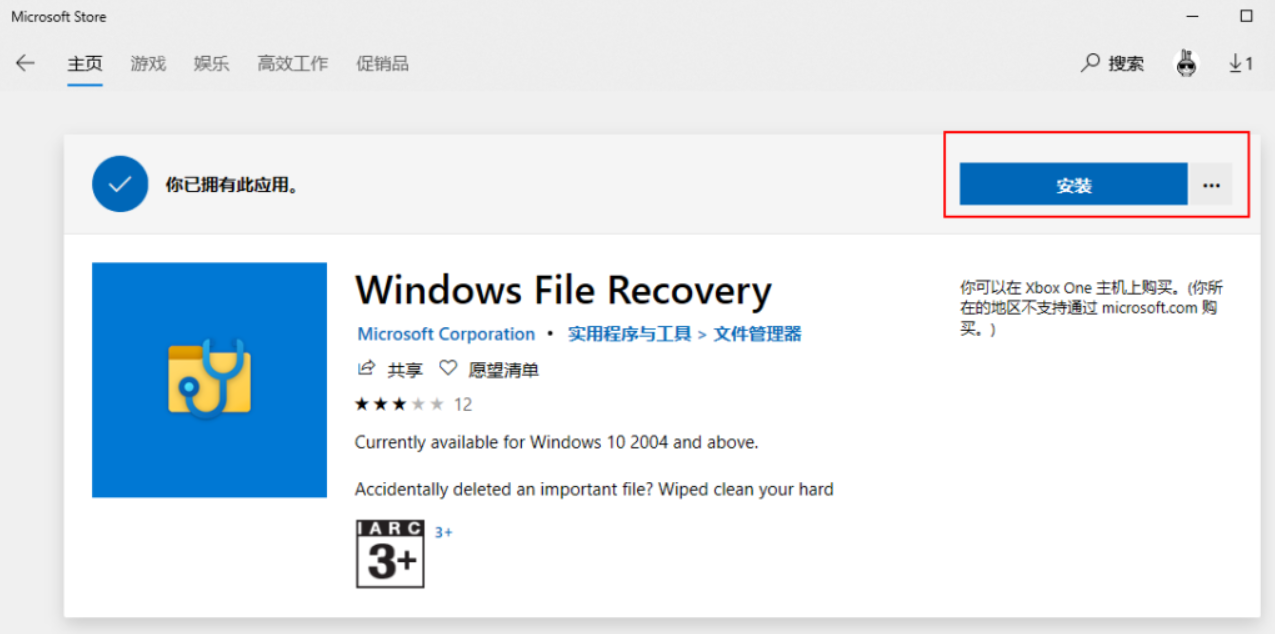 Microsoft Store
主页 游戏 娱乐 高效工作 促销品 搜索 1
你已拥有此应用。
安装
Windows File Recovery
Microsoft Corporation • 实用程序与工具 > 文件管理器
共享 愿望清单
12
Currently available for Windows 10 2004 and above.
Accidentally deleted an important file? Wiped clean your hard
IARC
3+
3+
你可以在 Xbox One 主机上购买。(你所
在的地区不支持通过 microsoft.com 购
买。)